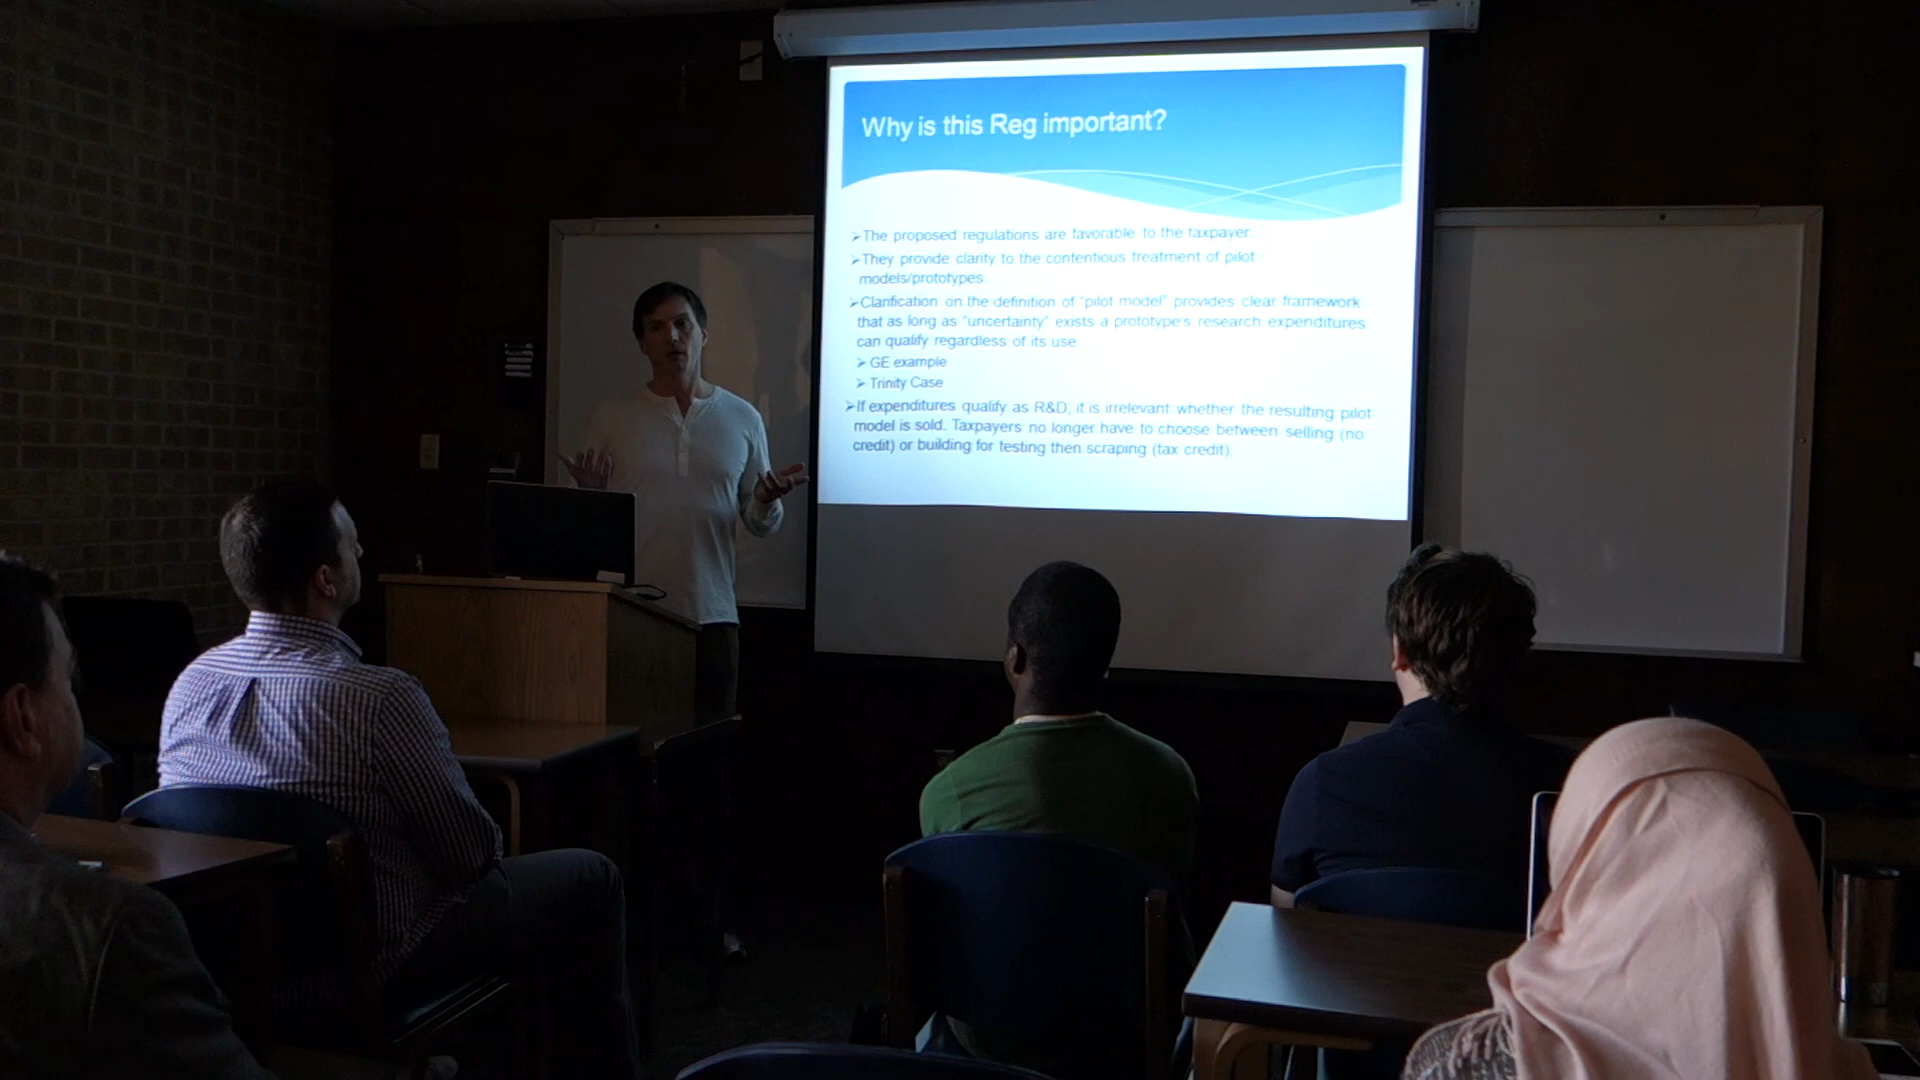 Why is this Reg important?
➢The proposed regulations are favorable to the taxpayer.
➢They provide clarity to the contentious treatment of pilot
models/prototypes.
➢Clarification on the definition of “pilot model” provides clear framework
that as long as “uncertainty” exists a prototype's research expenditures
can qualify regardless of its use.
➢ GE example
➢ Trinity Case
➢If expenditures qualify as R&D, it is irrelevant whether the resulting pilot
model is sold. Taxpayers no longer have to choose between selling (no
credit) or building for testing then scraping (tax credit).